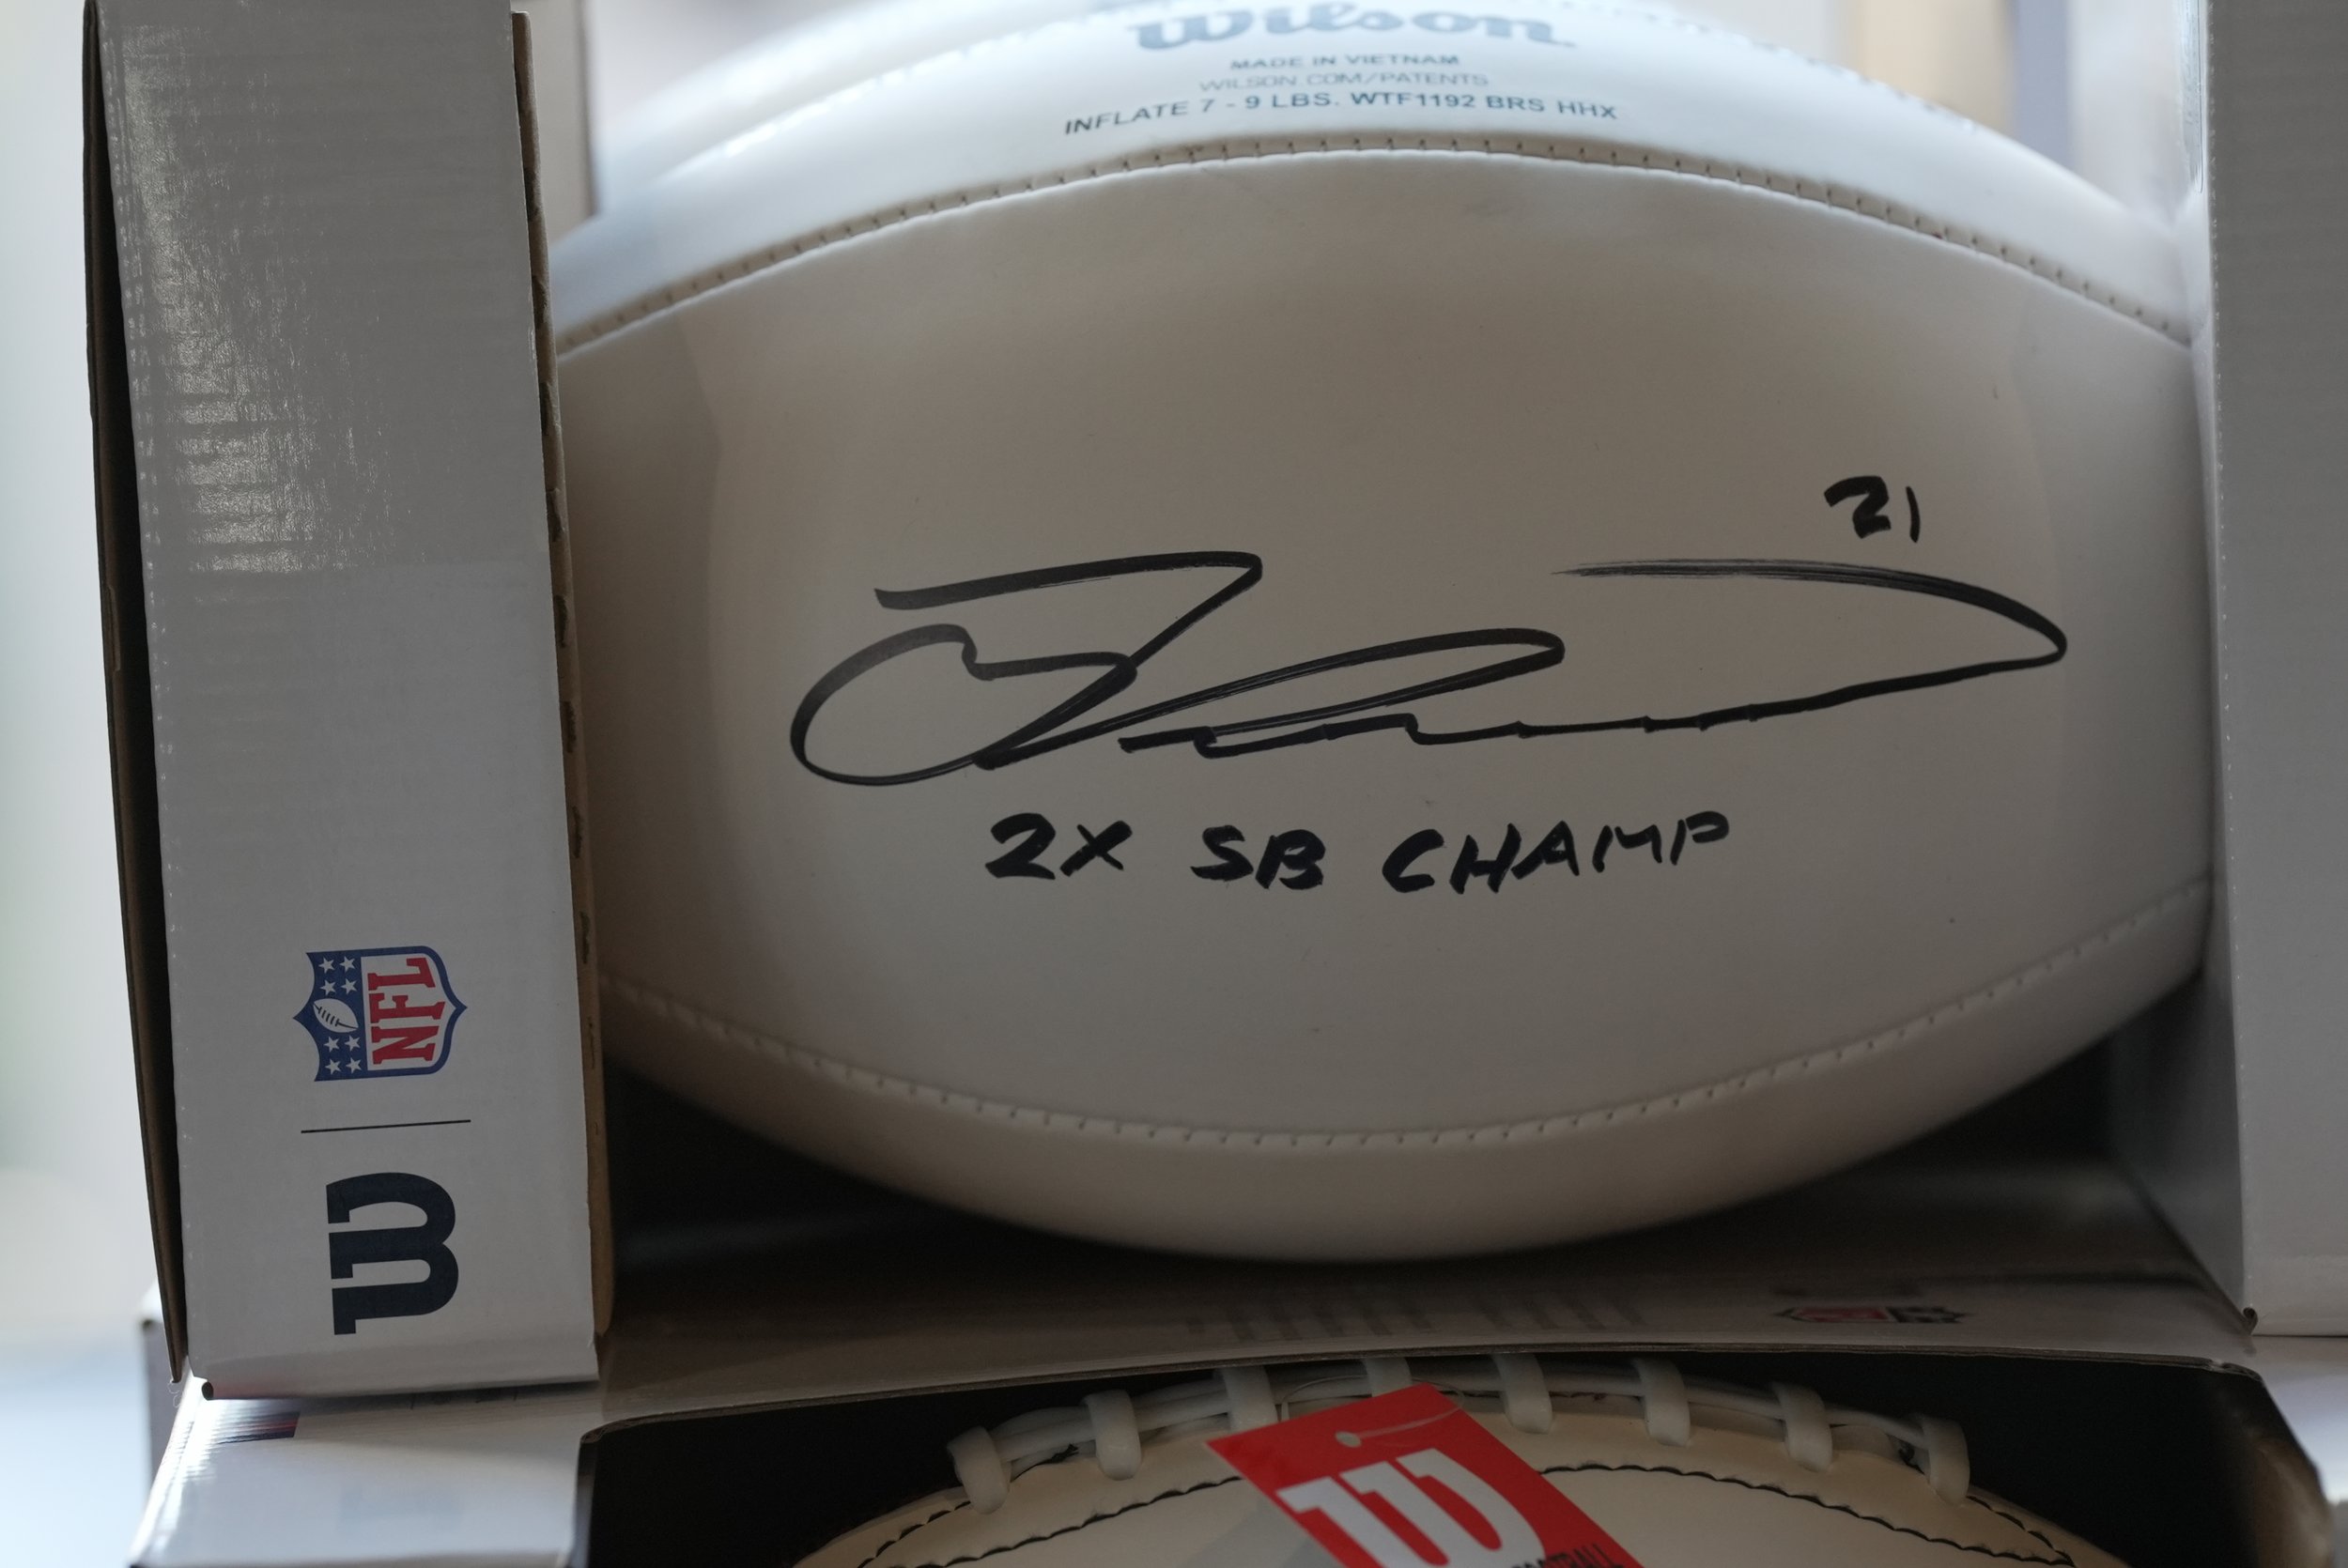 Wilson
MADE IN VIETNAM
WILSON.COM/PATENTS
INFLATE 7 - 9 LBS. WTF1192 BRS HHX
21
2X SB CHAMP
NFL
W
W
FOOTBALL